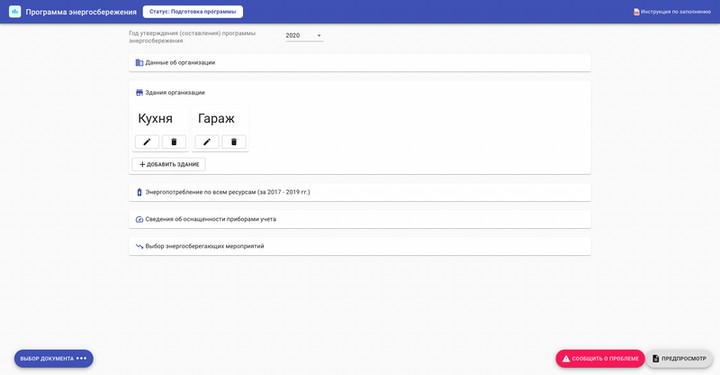 Программа энергосбережения
Статус: Подготовка программы
Инструкция по заполнению
Год утверждения (составления) программы
энергосбережения
2020
Данные об организации
Здания организации
Кухня
Гараж
ДОБАВИТЬ ЗДАНИЕ
Энергопотребление по всем ресурсам (за 2017 - 2019 гг.)
Сведения об оснащенности приборами учета
Выбор энергосберегающих мероприятий
ВЫБОР ДОКУМЕНТА
СООБЩИТЬ О ПРОБЛЕМЕ
ПРЕДПРОСМОТР